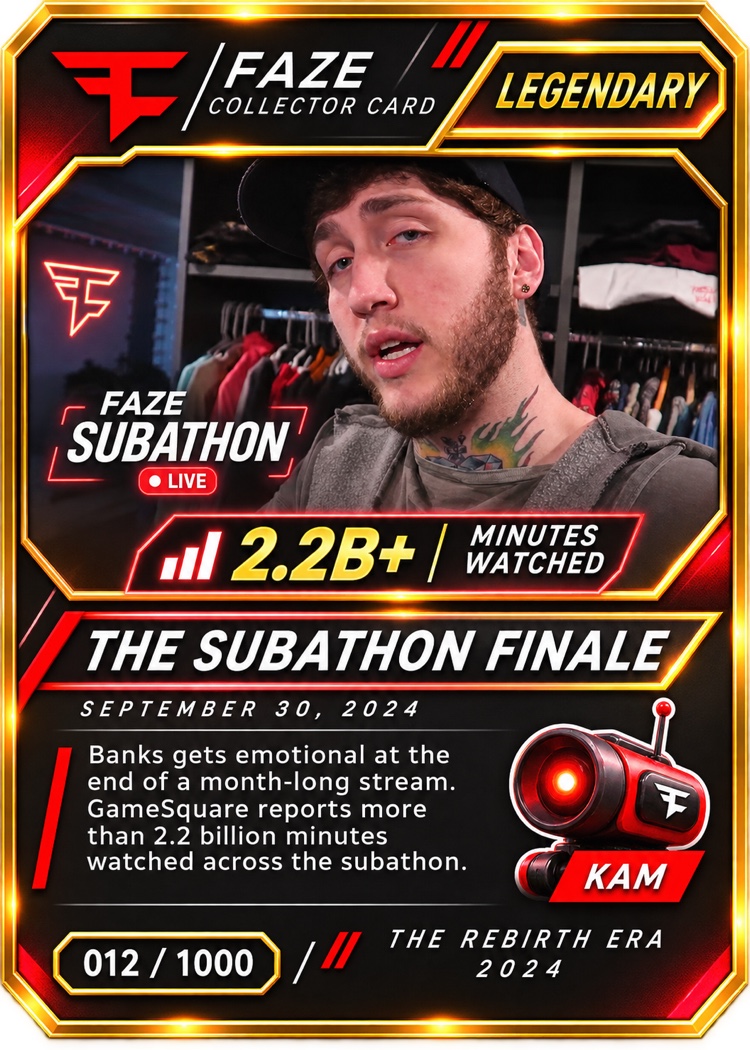 FAZE
COLLECTOR CARD
LEGENDARY
FAZE
SUBATHON
LIVE
2.2B+
MINUTES
WATCHED
THE SUBATHON FINALE
SEPTEMBER 30, 2024
Banks gets emotional at the
end of a month-long stream.
GameSquare reports more
than 2.2 billion minutes
watched across the subathon.
KAM
012 / 1000
THE REBIRTH ERA
2024